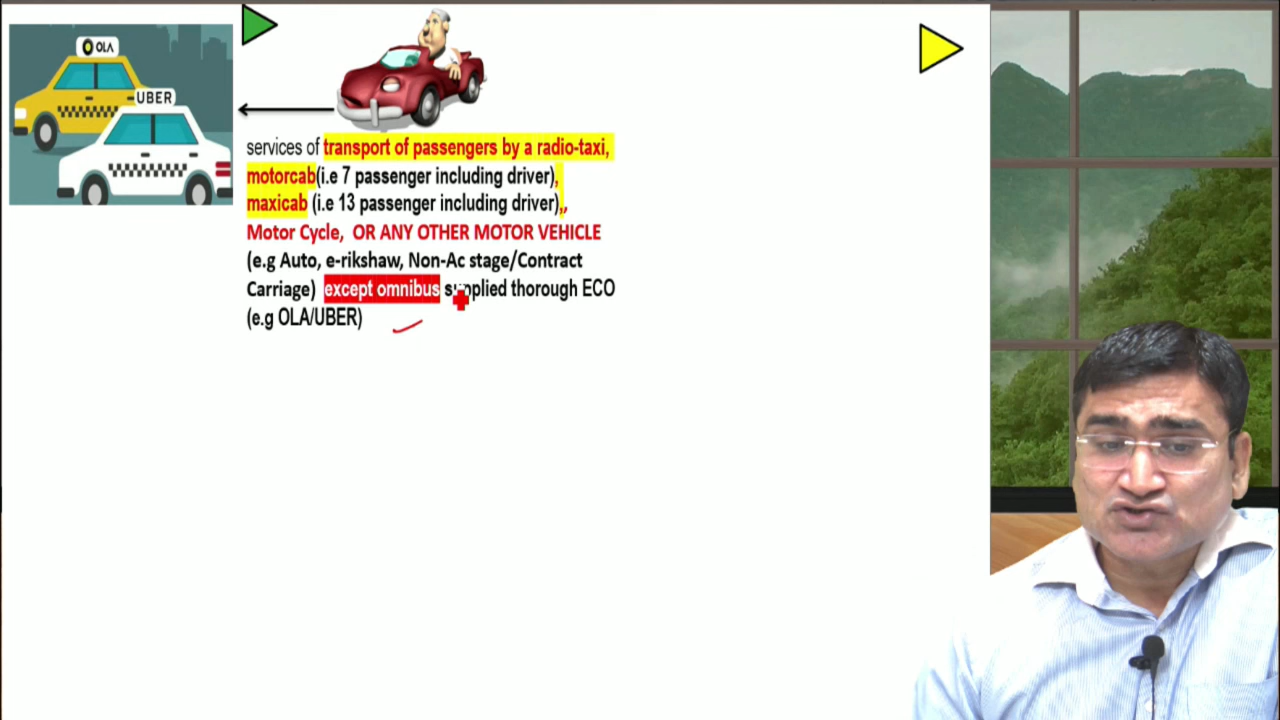 OLA
UBER
services of transport of passengers by a radio-taxi,
motorcab(i.e 7 passenger including driver),
maxicab (i.e 13 passenger including driver),,
Motor Cycle, OR ANY OTHER MOTOR VEHICLE
(e.g Auto, e-rikshaw, Non-Ac stage/Contract
Carriage) except omnibus supplied thorough ECO
(e.g OLA/UBER)